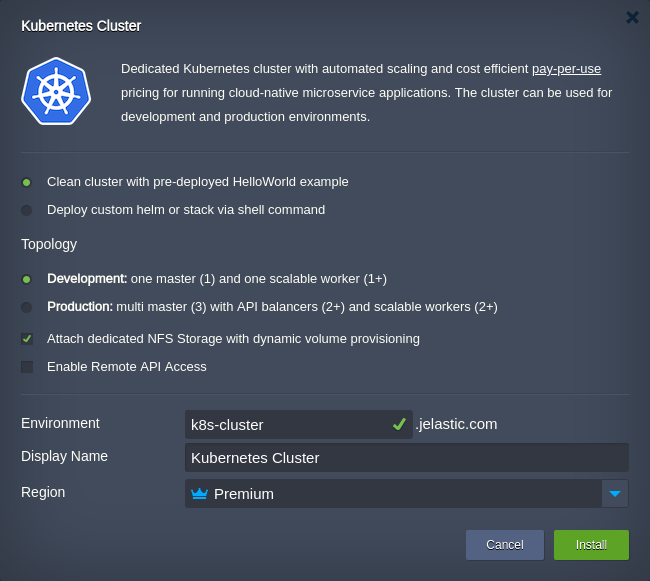 Kubernetes Cluster
Dedicated Kubernetes cluster with automated scaling and cost efficient pay-per-use
pricing for running cloud-native microservice applications. The cluster can be used for
development and production environments.
Clean cluster with pre-deployed HelloWorld example
Deploy custom helm or stack via shell command
Topology
Development: one master (1) and one scalable worker (1+)
Production: multi master (3) with API balancers (2+) and scalable workers (2+)
Attach dedicated NFS Storage with dynamic volume provisioning
Enable Remote API Access
Environment k8s-cluster .jelastic.com
Display Name Kubernetes Cluster
Region Premium
Cancel Install